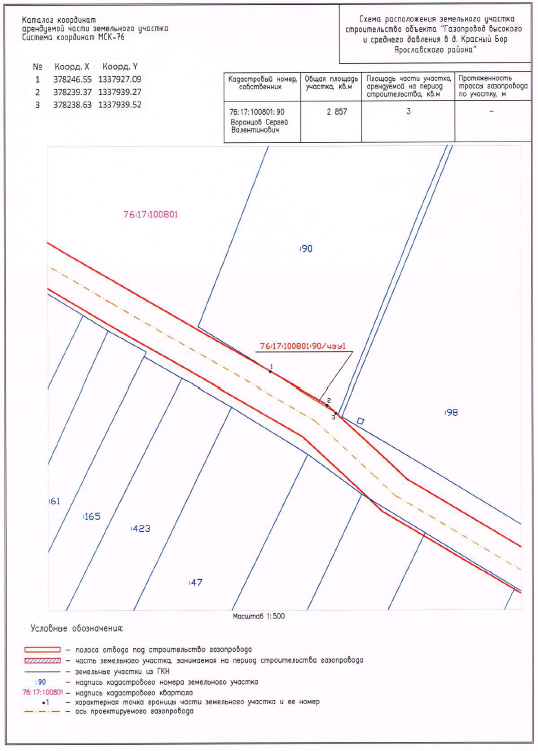 Каталог координат
арендуемой части земельного участка
Система координат МСК-76
№ Коорд. X Коорд. Y
1 378246.55 1337927.09
2 378239.37 1337939.27
3 378238.63 1337939.52
Схема расположения земельного участка
строительство объекта "Газопровод высокого
и среднего давления в д. Красный Бор
Ярославского района"
Кадастровый номер, собственник
Общая площадь участка, кв.м
Площадь части участка, арендуемой на период строительства, кв.м
Протяженность трассы газопровода по участку, м
76:17:100801:90
Воронцов Сергей
Валентинович
2 857
3
–
76:17:100801
:90
76:17:100801:90/чзу1
1
2
3
:98
:61
:165
:423
:47
Масштаб 1:500
Условные обозначения:
– полоса отвода под строительство газопровода
– часть земельного участка, занимаемая на период строительства газопровода
– земельные участки из ГКН
:90 – надпись кадастрового номера земельного участка
76:17:100801 – надпись кадастрового квартала
•1 – характерная точка границы части земельного участка и ее номер
– ось проектируемого газопровода